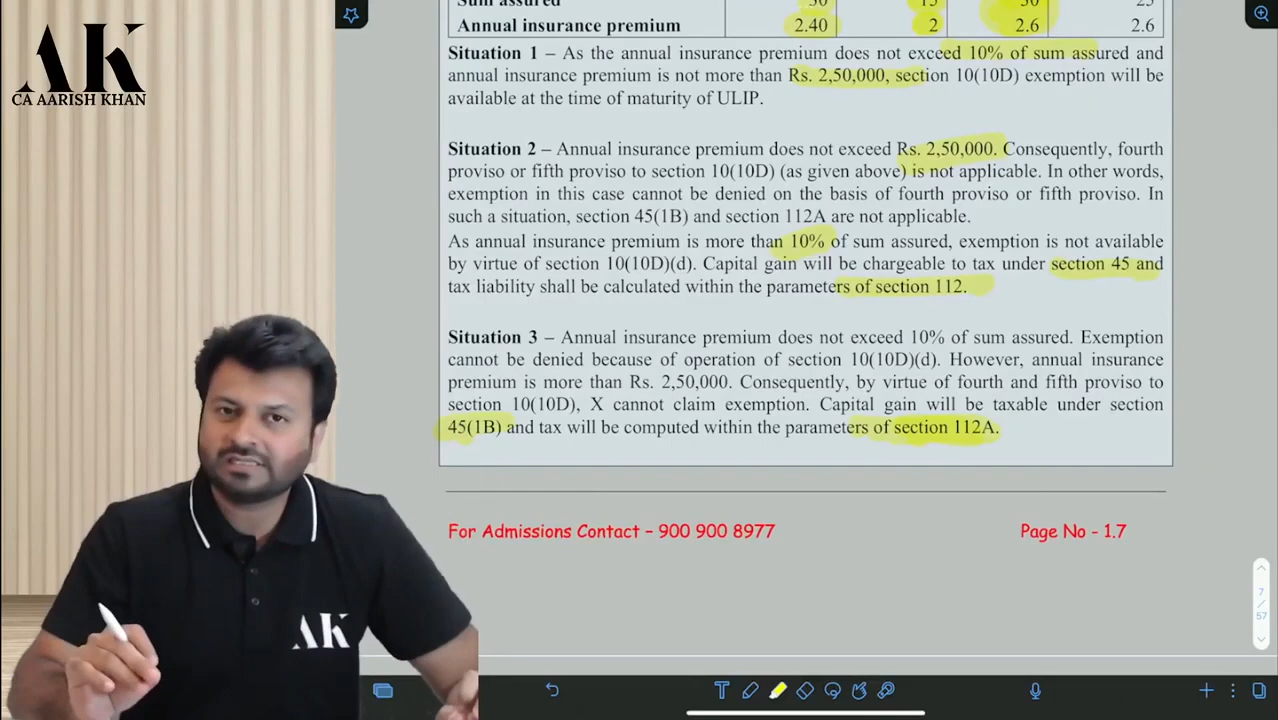 AK
CA AARISH KHAN
Sum assured 30 15 30 25
Annual insurance premium 2.40 2 2.6 2.6
Situation 1 – As the annual insurance premium does not exceed 10% of sum assured and
annual insurance premium is not more than Rs. 2,50,000, section 10(10D) exemption will be
available at the time of maturity of ULIP.
Situation 2 – Annual insurance premium does not exceed Rs. 2,50,000. Consequently, fourth
proviso or fifth proviso to section 10(10D) (as given above) is not applicable. In other words,
exemption in this case cannot be denied on the basis of fourth proviso or fifth proviso. In
such a situation, section 45(1B) and section 112A are not applicable.
As annual insurance premium is more than 10% of sum assured, exemption is not available
by virtue of section 10(10D)(d). Capital gain will be chargeable to tax under section 45 and
tax liability shall be calculated within the parameters of section 112.
Situation 3 – Annual insurance premium does not exceed 10% of sum assured. Exemption
cannot be denied because of operation of section 10(10D)(d). However, annual insurance
premium is more than Rs. 2,50,000. Consequently, by virtue of fourth and fifth proviso to
section 10(10D), X cannot claim exemption. Capital gain will be taxable under section
45(1B) and tax will be computed within the parameters of section 112A.
For Admissions Contact – 900 900 8977 Page No - 1.7
7
/
57
AK
T